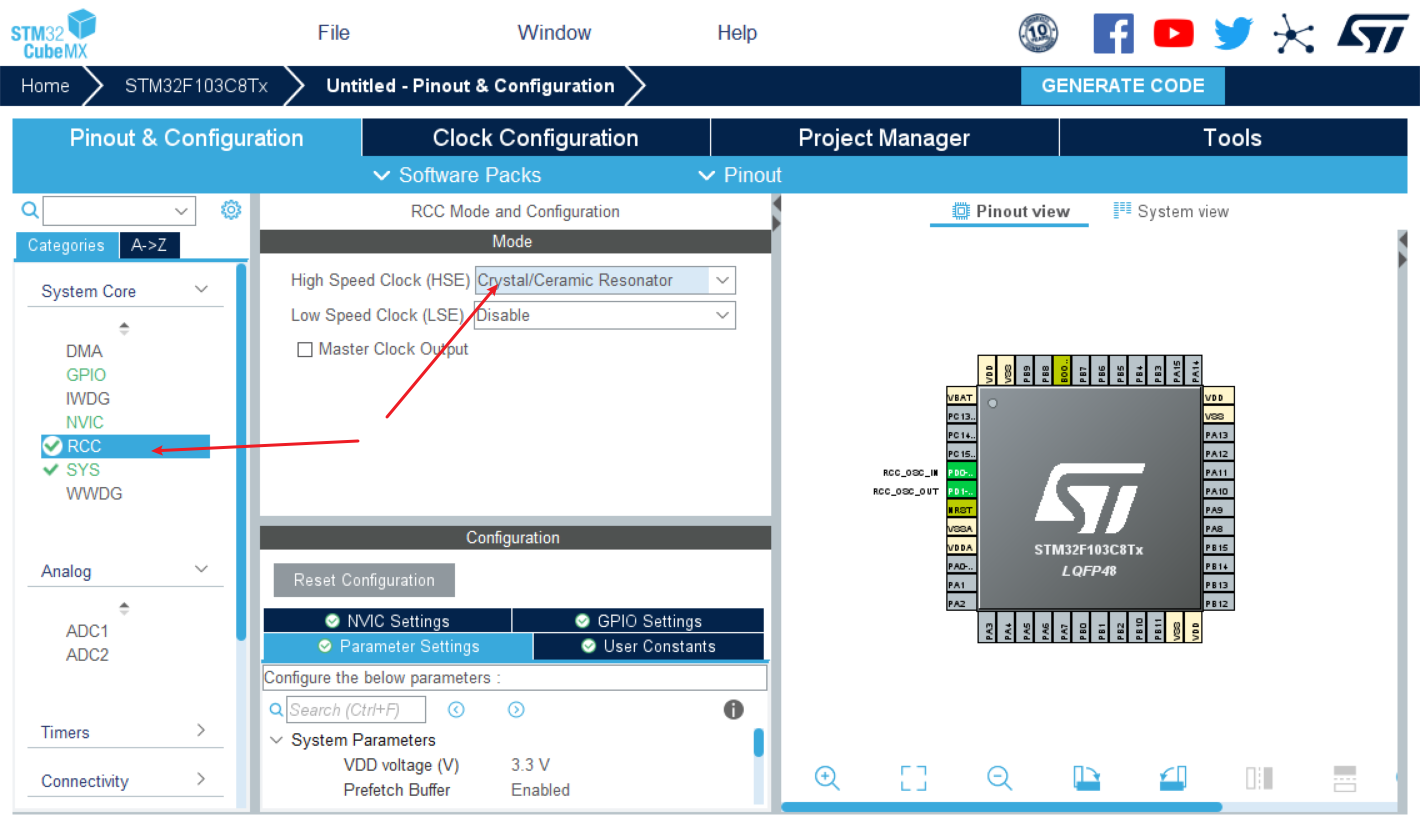 STM32
CubeMX
File
Window
Help
10
Home
STM32F103C8Tx
Untitled - Pinout & Configuration
GENERATE CODE
Pinout & Configuration
Clock Configuration
Project Manager
Tools
Software Packs
Pinout
Categories
A->Z
System Core
DMA
GPIO
IWDG
NVIC
RCC
SYS
WWDG
Analog
ADC1
ADC2
Timers
Connectivity
RCC Mode and Configuration
Mode
High Speed Clock (HSE) Crystal/Ceramic Resonator
Low Speed Clock (LSE) Disable
Master Clock Output
Configuration
Reset Configuration
NVIC Settings
GPIO Settings
Parameter Settings
User Constants
Configure the below parameters :
Search (Ctrl+F)
System Parameters
VDD voltage (V) 3.3 V
Prefetch Buffer Enabled
Pinout view
System view
VDD
VSS
PB9
PB8
BOO..
PB7
PB6
PB5
PB4
PB3
PA15
PA14
VBAT
PC13..
PC14..
PC15..
RCC_OSC_IN PD0-..
RCC_OSC_OUT PD1-..
NRST
VSSA
VDDA
PA0-..
PA1
PA2
STM32F103C8Tx
LQFP48
VDD
VSS
PA13
PA12
PA11
PA10
PA9
PA8
PB15
PB14
PB13
PB12
PA3
PA4
PA5
PA6
PA7
PB0
PB1
PB2
PB10
PB11
VSS
VDD